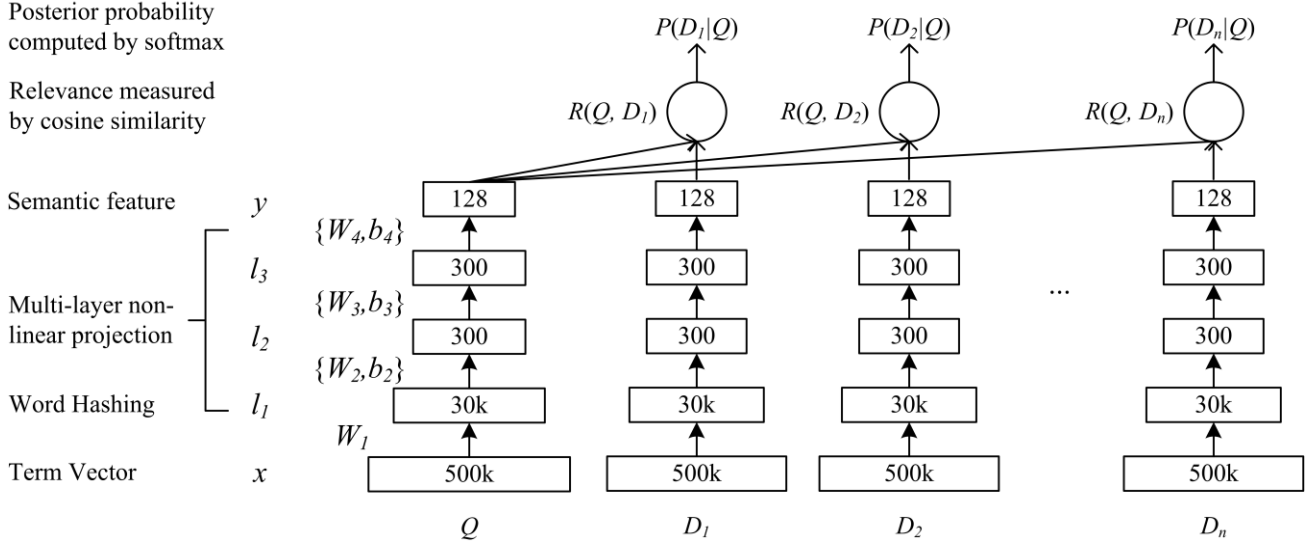 Posterior probability
computed by softmax
P(D₁|Q) P(D₂|Q) P(Dₙ|Q)
Relevance measured
by cosine similarity
R(Q, D₁) R(Q, D₂) R(Q, Dₙ)
Semantic feature y 128 128 128 128
{W₄,b₄}
l₃ 300 300 300 300
Multi-layer non-
linear projection
{W₃,b₃} ...
l₂ 300 300 300 300
{W₂,b₂}
Word Hashing l₁ 30k 30k 30k 30k
W₁
Term Vector x 500k 500k 500k 500k
Q D₁ D₂ Dₙ